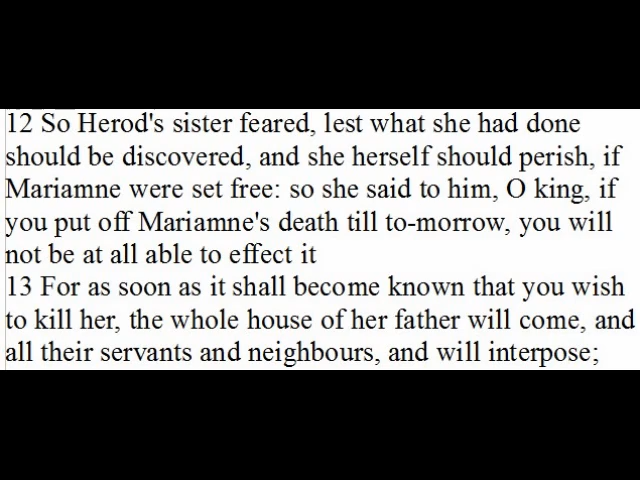 12 So Herod's sister feared, lest what she had done
should be discovered, and she herself should perish, if
Mariamne were set free: so she said to him, O king, if
you put off Mariamne's death till to-morrow, you will
not be at all able to effect it
13 For as soon as it shall become known that you wish
to kill her, the whole house of her father will come, and
all their servants and neighbours, and will interpose;